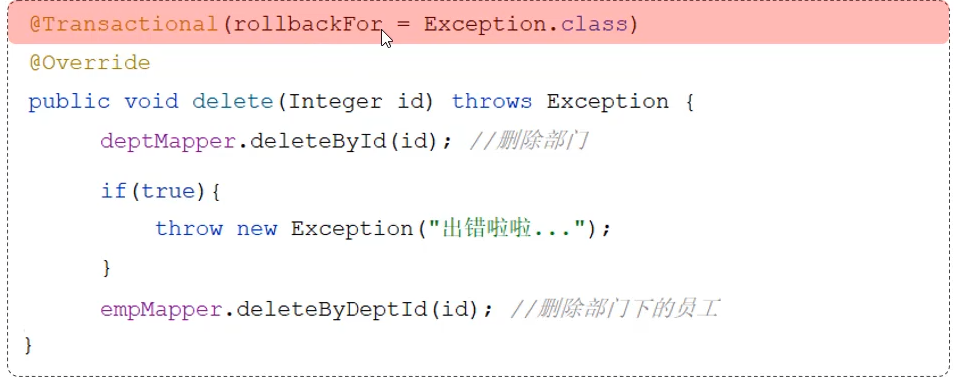 @Transactional(rollbackFor = Exception.class)
@Override
public void delete(Integer id) throws Exception {
deptMapper.deleteById(id); //删除部门
if(true){
throw new Exception("出错啦啦...");
}
empMapper.deleteByDeptId(id); //删除部门下的员工
}